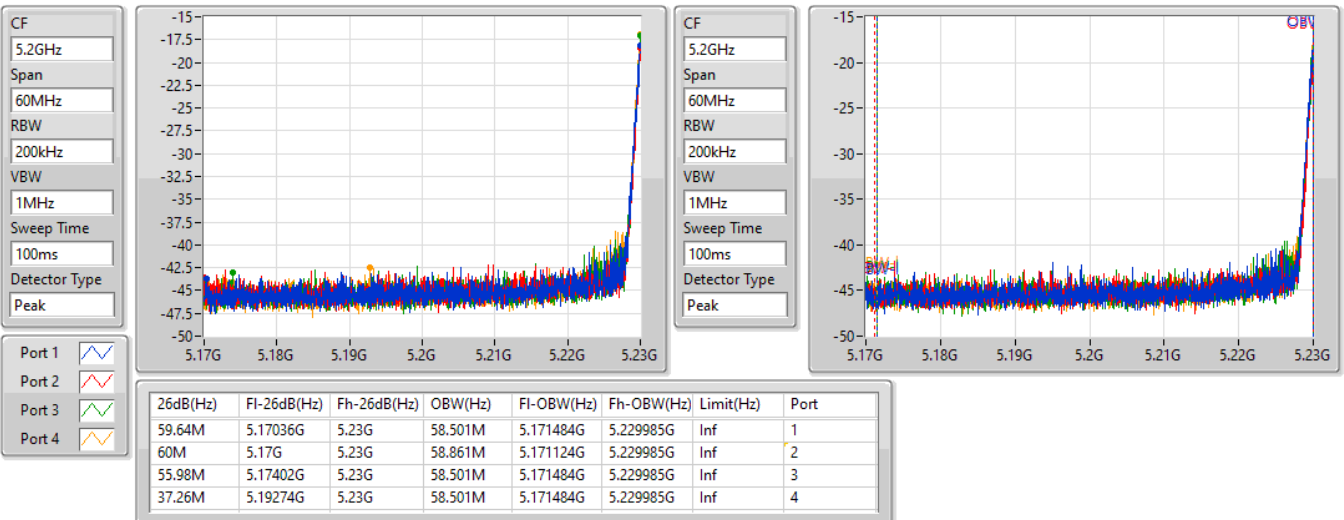 CF
5.2GHz
Span
60MHz
RBW
200kHz
VBW
1MHz
Sweep Time
100ms
Detector Type
Peak
-15
-17.5
-20
-22.5
-25
-27.5
-30
-32.5
-35
-37.5
-40
-42.5
-45
-47.5
-50
5.17G 5.18G 5.19G 5.2G 5.21G 5.22G 5.23G
CF
5.2GHz
Span
60MHz
RBW
200kHz
VBW
1MHz
Sweep Time
100ms
Detector Type
Peak
-15
-20
-25
-30
-35
-40
-45
-50
5.17G 5.18G 5.19G 5.2G 5.21G 5.22G 5.23G
Port 1
Port 2
Port 3
Port 4
26dB(Hz) Fl-26dB(Hz) Fh-26dB(Hz) OBW(Hz) Fl-OBW(Hz) Fh-OBW(Hz) Limit(Hz) Port
59.64M 5.17036G 5.23G 58.501M 5.171484G 5.229985G Inf 1
60M 5.17G 5.23G 58.861M 5.171124G 5.229985G Inf 2
55.98M 5.17402G 5.23G 58.501M 5.171484G 5.229985G Inf 3
37.26M 5.19274G 5.23G 58.501M 5.171484G 5.229985G Inf 4